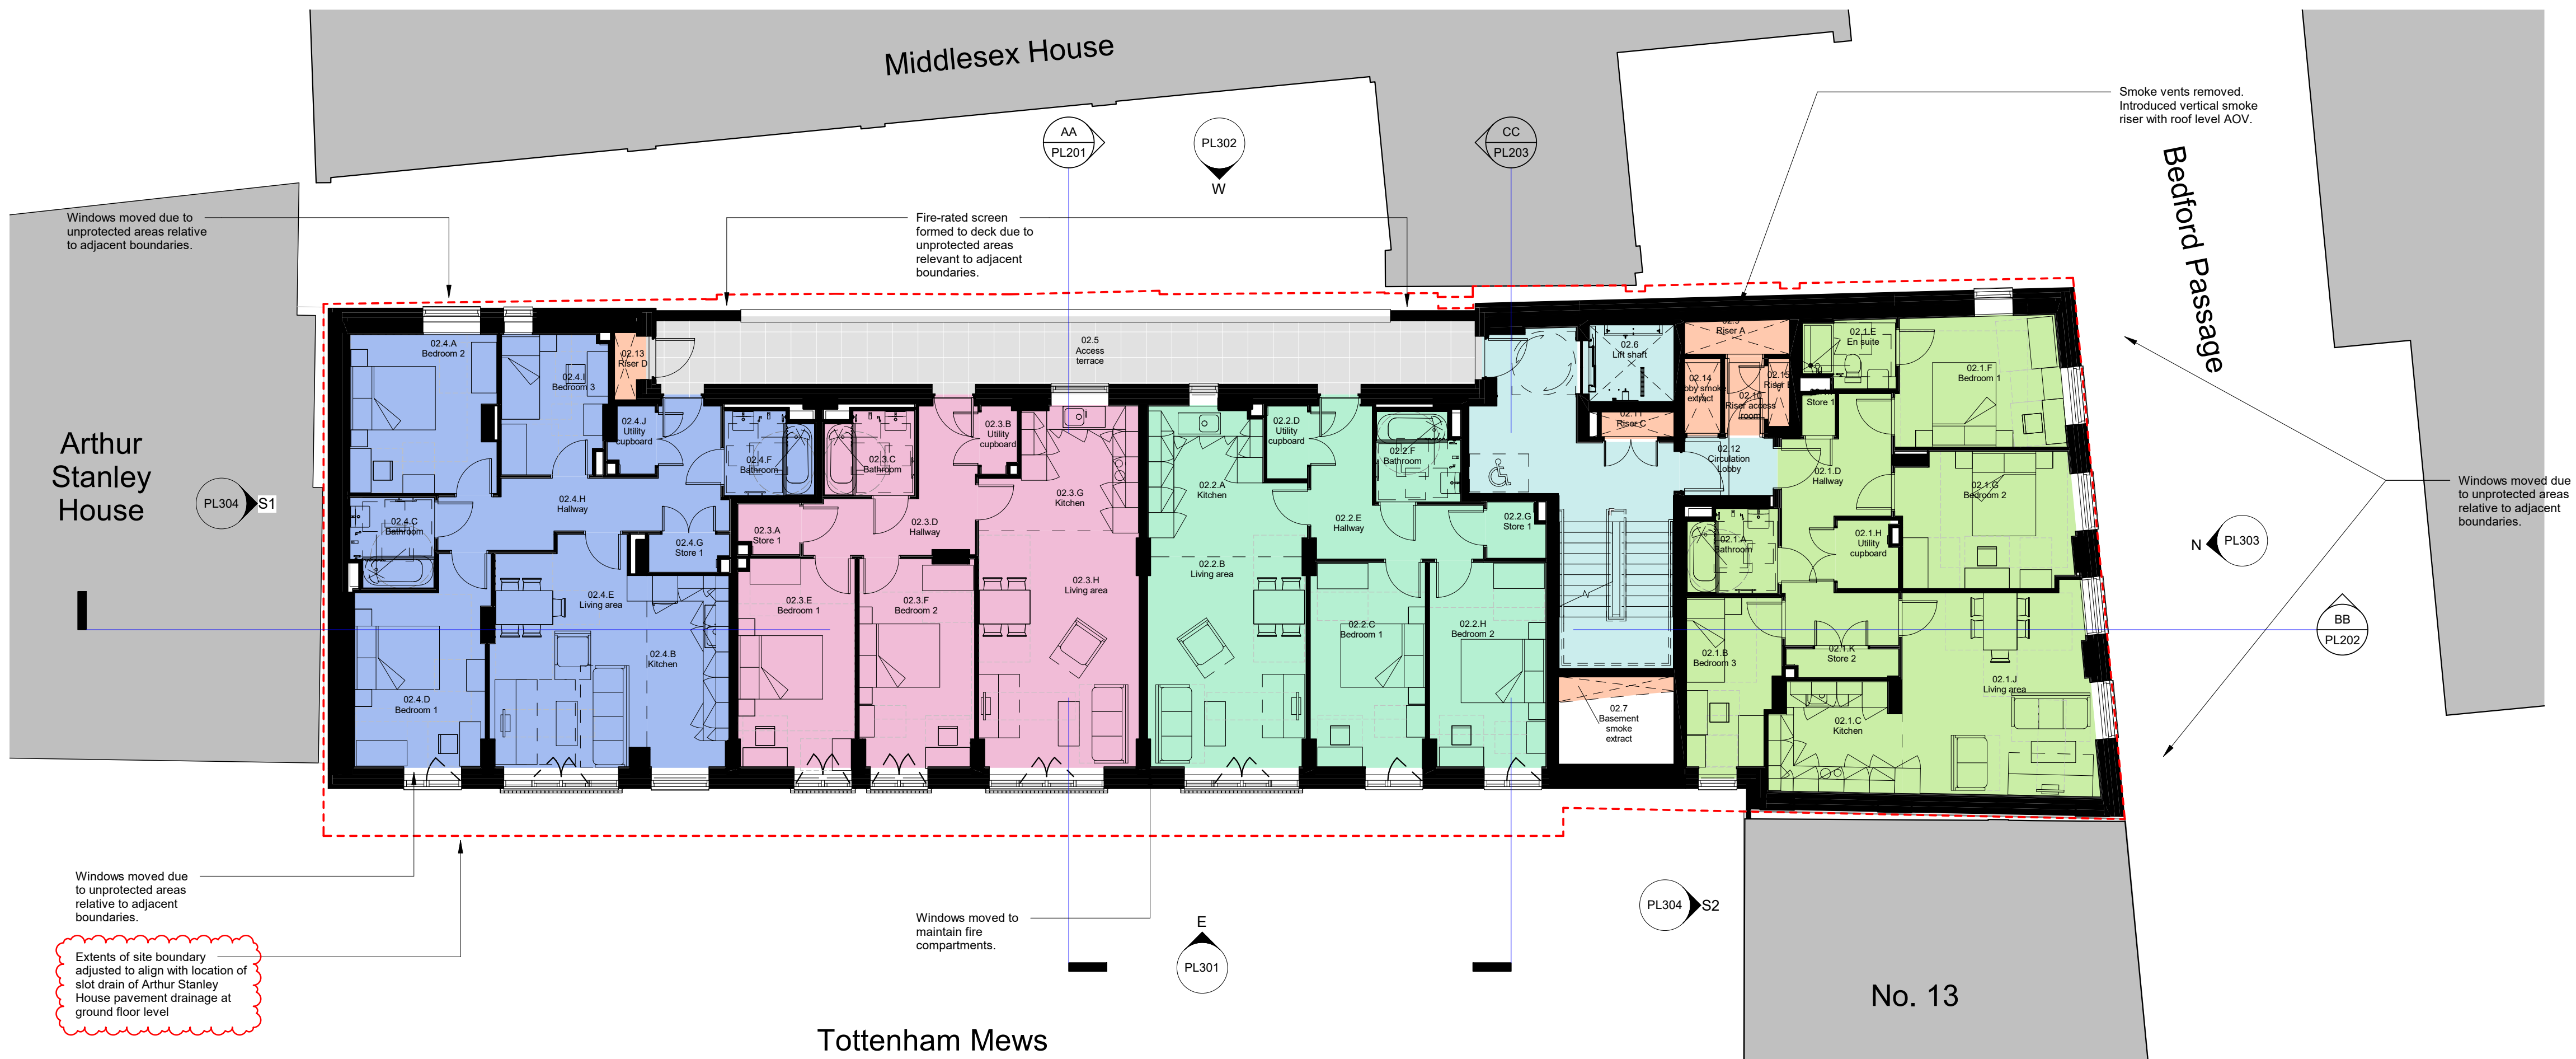 Middlesex House
Smoke vents removed.
Introduced vertical smoke
riser with roof level AOV.
AA
PL201
PL302
W
CC
PL203
Bedford Passage
Windows moved due to
unprotected areas relative
to adjacent boundaries.
Fire-rated screen
formed to deck due to
unprotected areas
relevant to adjacent
boundaries.
Arthur
Stanley
House
PL304
S1
02.4.A
Bedroom 2
02.4.I
Bedroom 3
02.13
Riser D
02.5
Access
terrace
02.6
Lift shaft
Riser A
02.1.E
En suite
02.1.F
Bedroom 1
02.14
smoke
extract
02.15
Riser
Riser access
room
Store 1
02.11
Riser C
02.4.J
Utility
cupboard
02.4.F
Bathroom
02.3.C
Bathroom
02.3.B
Utility
cupboard
02.3.G
Kitchen
02.2.A
Kitchen
02.2.D
Utility
cupboard
02.2.F
Bathroom
02.12
Circulation
Lobby
02.1.D
Hallway
02.1.G
Bedroom 2
02.4.H
Hallway
02.4.C
Bathroom
02.4.G
Store 1
02.3.A
Store 1
02.3.D
Hallway
02.2.E
Hallway
02.2.G
Store 1
02.1.A
Bathroom
02.1.H
Utility
cupboard
02.4.E
Living area
02.3.E
Bedroom 1
02.3.F
Bedroom 2
02.3.H
Living area
02.2.B
Living area
02.2.C
Bedroom 1
02.2.H
Bedroom 2
02.1.B
Bedroom 3
02.1.K
Store 2
02.4.B
Kitchen
02.4.D
Bedroom 1
02.7
Basement
smoke
extract
02.1.C
Kitchen
02.1.J
Living area
Windows moved due
to unprotected areas
relative to adjacent
boundaries.
N
PL303
BB
PL202
Windows moved due
to unprotected areas
relative to adjacent
boundaries.
Extents of site boundary
adjusted to align with location of
slot drain of Arthur Stanley
House pavement drainage at
ground floor level
Windows moved to
maintain fire
compartments.
E
PL301
PL304
S2
No. 13
Tottenham Mews